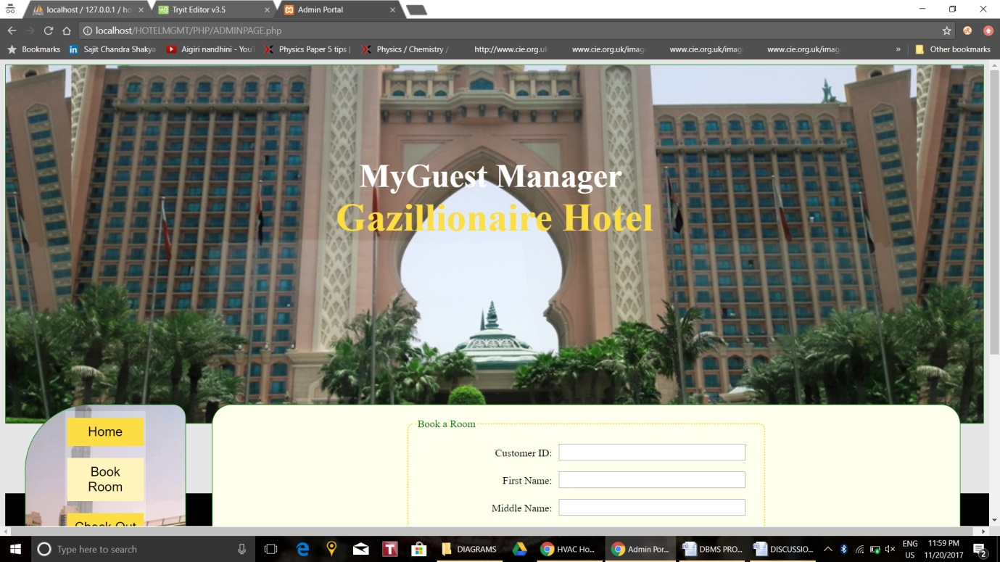 localhost / 127.0.0.1 / ho
Tryit Editor v3.5
Admin Portal
localhost/HOTELMGMT/PHP/ADMINPAGE.php
Bookmarks
Sajit Chandra Shakya
Aigiri nandhini - YouT
Physics Paper 5 tips |
Physics / Chemistry /
http://www.cie.org.uk
www.cie.org.uk/imag
www.cie.org.uk/imag
www.cie.org.uk/imag
»
Other bookmarks
MyGuest Manager
Gazillionaire Hotel
Home
Book
Room
Check Out
Book a Room
Customer ID:
First Name:
Middle Name:
Type here to search
DIAGRAMS
HVAC Ho...
Admin Por...
DBMS PRO...
DISCUSSIO...
ENG
US
11:59 PM
11/20/2017
2